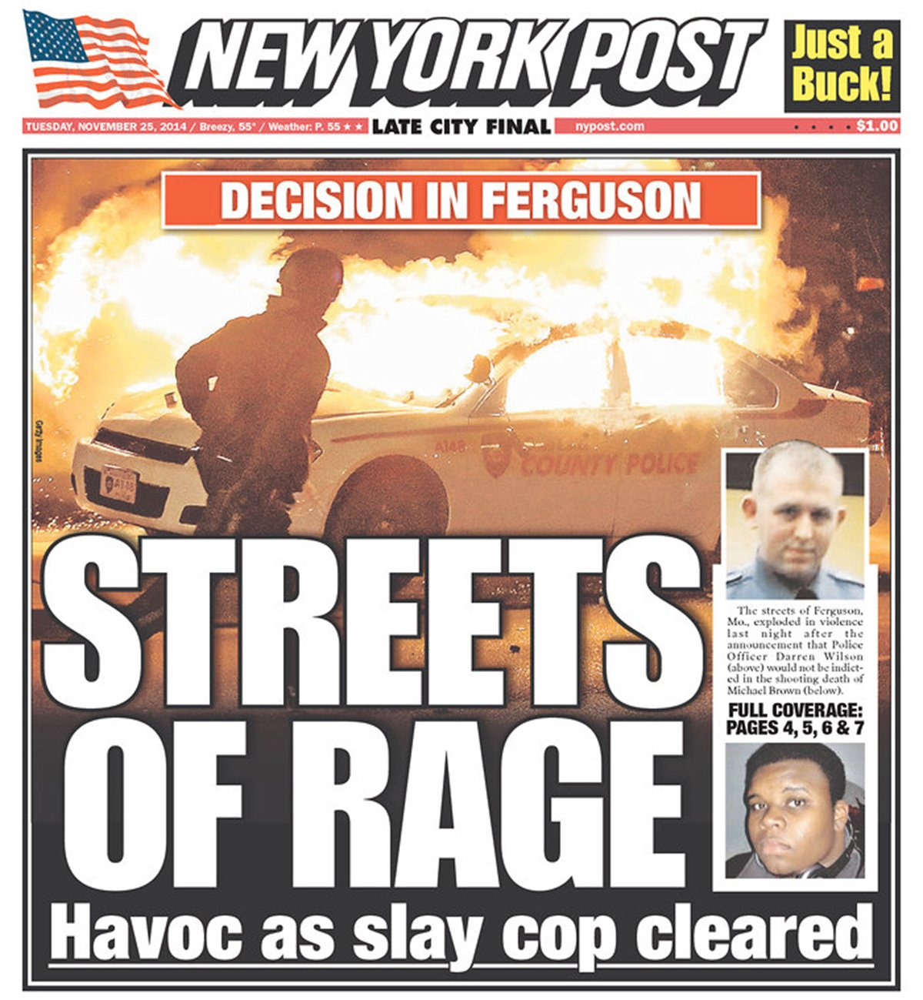 NEW YORK POST
Just a
Buck!
TUESDAY, NOVEMBER 25, 2014 / Breezy, 55° / Weather: P. 55 ★ ★ LATE CITY FINAL nypost.com . . . . $1.00
DECISION IN FERGUSON
Getty Images
A14R
COUNTY POLICE
STREETS
OF RAGE
The streets of Ferguson,
Mo., exploded in violence
last night after the
announcement that Police
Officer Darren Wilson
(above) would not be indict-
ed in the shooting death of
Michael Brown (below).
FULL COVERAGE:
PAGES 4, 5, 6 & 7
Havoc as slay cop cleared